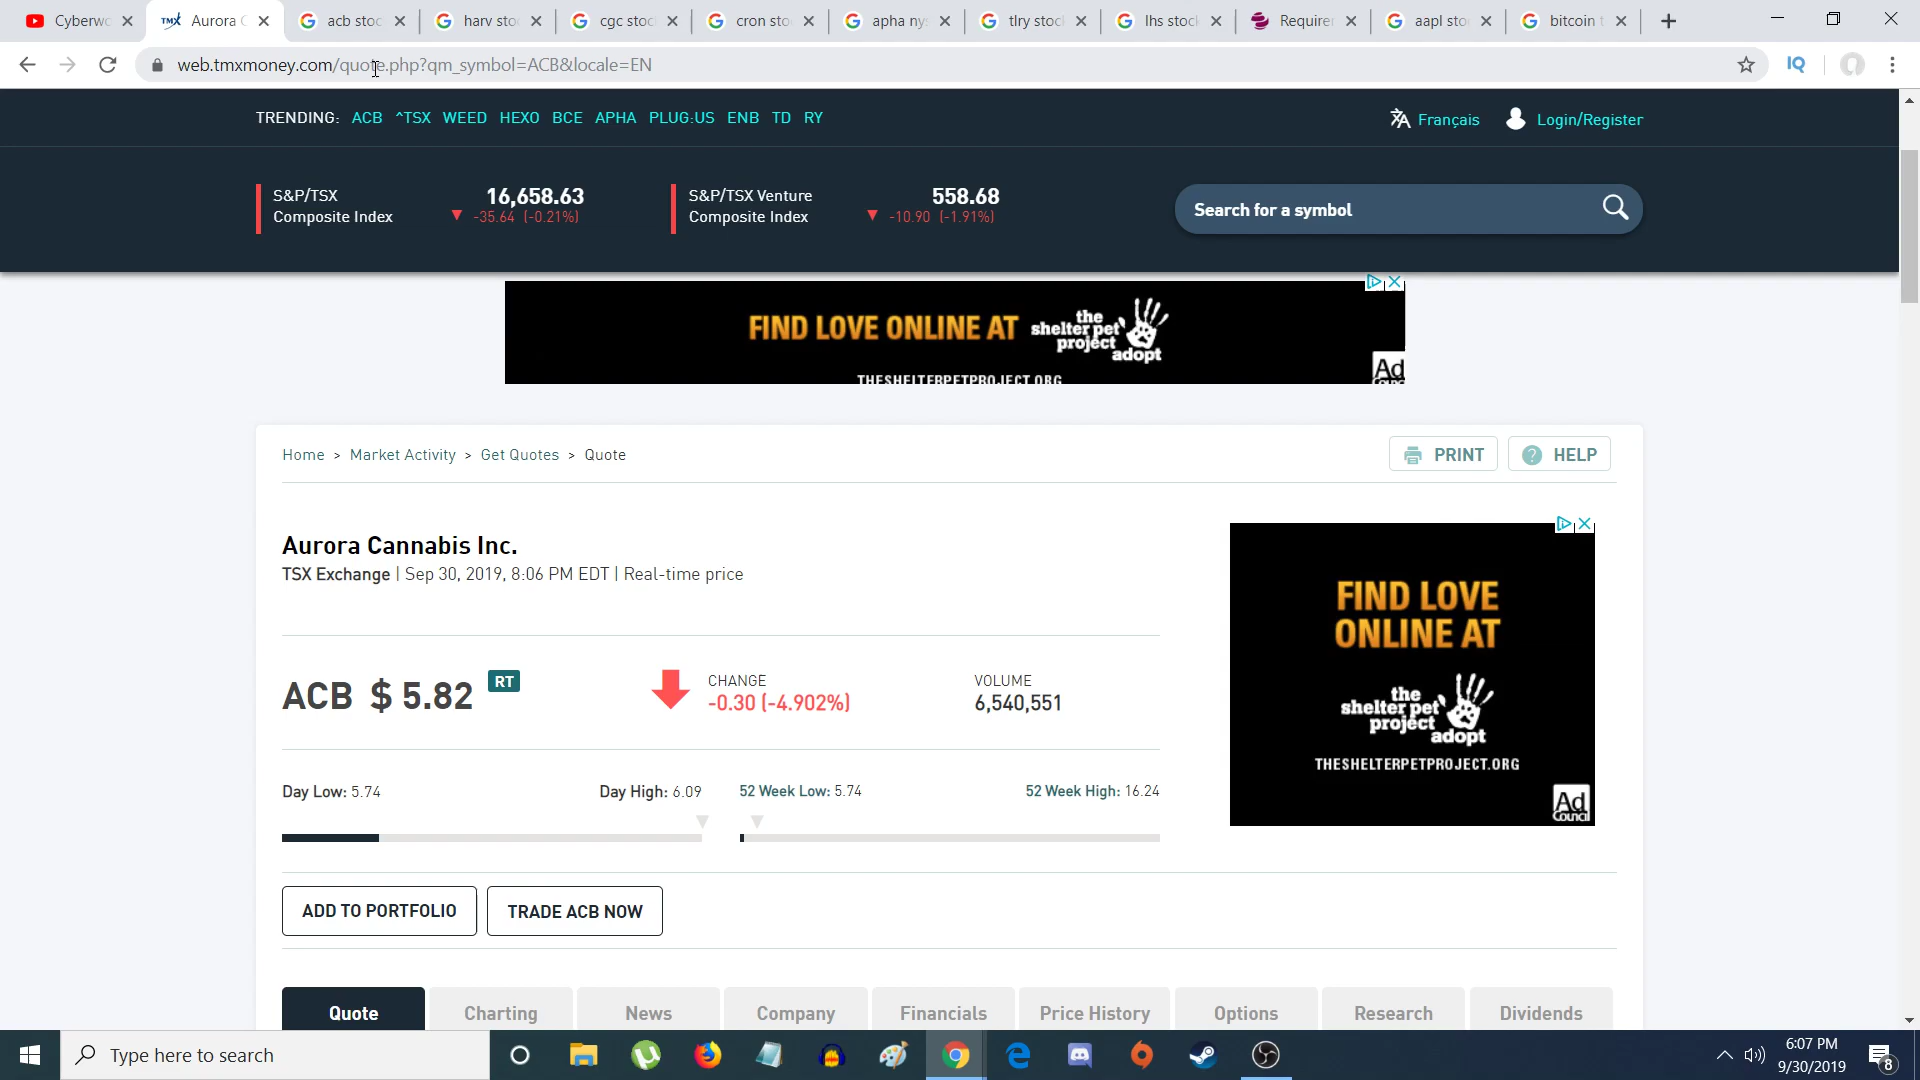 Cyberwo
TMX Aurora C
acb stoc
harv sto
cgc stoc
cron sto
apha ny
tlry stoc
lhs stock
Require
aapl sto
bitcoin t
web.tmxmoney.com/quote.php?qm_symbol=ACB&locale=EN
IQ
TRENDING: ACB ^TSX WEED HEXO BCE APHA PLUG:US ENB TD RY
Français
Login/Register
S&P/TSX
Composite Index
16,658.63
▼ -35.64 (-0.21%)
S&P/TSX Venture
Composite Index
558.68
▼ -10.90 (-1.91%)
Search for a symbol
FIND LOVE ONLINE AT
the
shelter pet
project
adopt
THESHELTERPETPROJECT.ORG
Ad
Home > Market Activity > Get Quotes > Quote
PRINT
HELP
Aurora Cannabis Inc.
TSX Exchange | Sep 30, 2019, 8:06 PM EDT | Real-time price
ACB $ 5.82 RT
CHANGE
-0.30 (-4.902%)
VOLUME
6,540,551
Day Low: 5.74
Day High: 6.09
52 Week Low: 5.74
52 Week High: 16.24
FIND LOVE
ONLINE AT
the
shelter pet
project
adopt
THESHELTERPETPROJECT.ORG
Ad
Council
ADD TO PORTFOLIO
TRADE ACB NOW
Quote
Charting
News
Company
Financials
Price History
Options
Research
Dividends
Type here to search
6:07 PM
9/30/2019
8